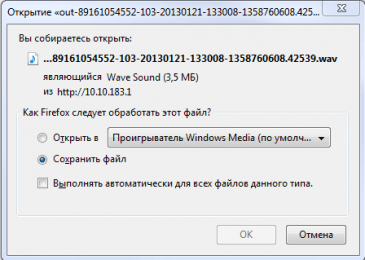 Открытие «out-89161054552-103-20130121-133008-1358760608.425...
Вы собираетесь открыть:
...89161054552-103-20130121-133008-1358760608.42539.wav
являющийся Wave Sound (3,5 МБ)
из http://10.10.183.1
Как Firefox следует обработать этот файл?
Открыть в Проигрыватель Windows Media (по умолч...
Сохранить файл
Выполнять автоматически для всех файлов данного типа.
ОК Отмена